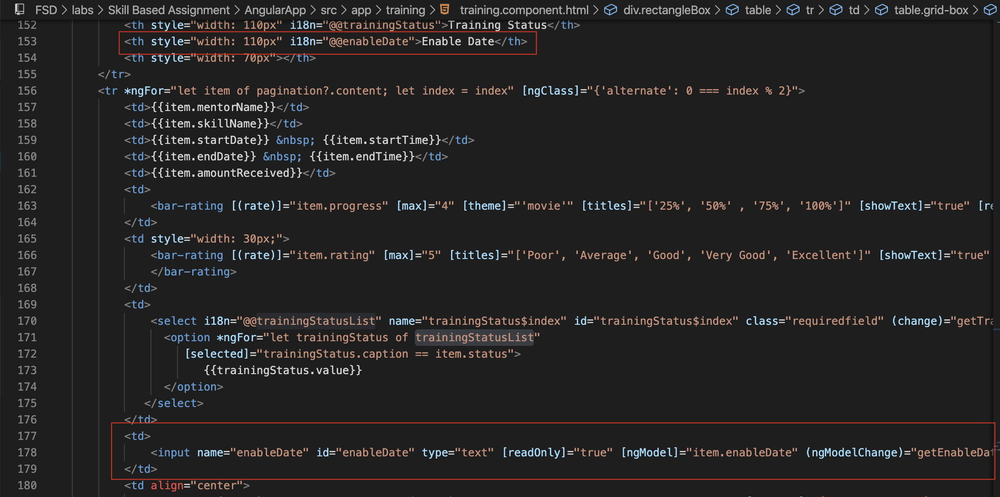 FSD > labs > Skill Based Assignment > AngularApp > src > app > training > training.component.html > div.rectangleBox > table > tr > td > table.grid-box >
152 <th style="width: 110px" i18n="@@trainingStatus">Training Status</th>
153 <th style="width: 110px" i18n="@@enableDate">Enable Date</th>
154 <th style="width: 70px"></th>
155 </tr>
156 <tr *ngFor="let item of pagination?.content; let index = index" [ngClass]="{'alternate': 0 === index % 2}">
157 <td>{{item.mentorName}}</td>
158 <td>{{item.skillName}}</td>
159 <td>{{item.startDate}} &nbsp; {{item.startTime}}</td>
160 <td>{{item.endDate}} &nbsp; {{item.endTime}}</td>
161 <td>{{item.amountReceived}}</td>
162 <td>
163 <bar-rating [(rate)]="item.progress" [max]="4" [theme]="'movie'" [titles]="['25%', '50%' , '75%', '100%']" [showText]="true" [re
164 </td>
165 <td style="width: 30px;">
166 <bar-rating [(rate)]="item.rating" [max]="5" [titles]="['Poor', 'Average', 'Good', 'Very Good', 'Excellent']" [showText]="true"
167 </bar-rating>
168 </td>
169 <td>
170 <select i18n="@@trainingStatusList" name="trainingStatus$index" id="trainingStatus$index" class="requiredfield" (change)="getTra
171 <option *ngFor="let trainingStatus of trainingStatusList"
172 [selected]="trainingStatus.caption == item.status">
173 {{trainingStatus.value}}
174 </option>
175 </select>
176 </td>
177 <td>
178 <input name="enableDate" id="enableDate" type="text" [readOnly]="true" [ngModel]="item.enableDate" (ngModelChange)="getEnableDat
179 </td>
180 <td align="center">